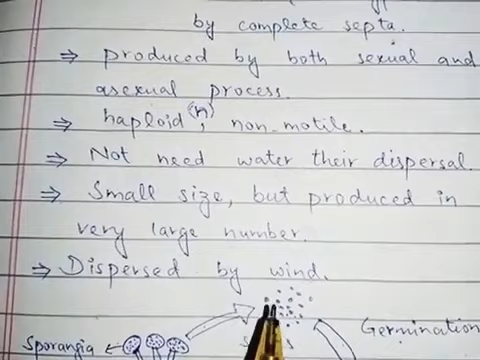 by complete septa.
⇒ produced by both sexual and
asexual process.
⇒ haploid (n), non-motile.
⇒ Not need water their dispersal.
⇒ Small size, but produced in
very large number.
⇒ Dispersed by wind.
Sporangia
Germination